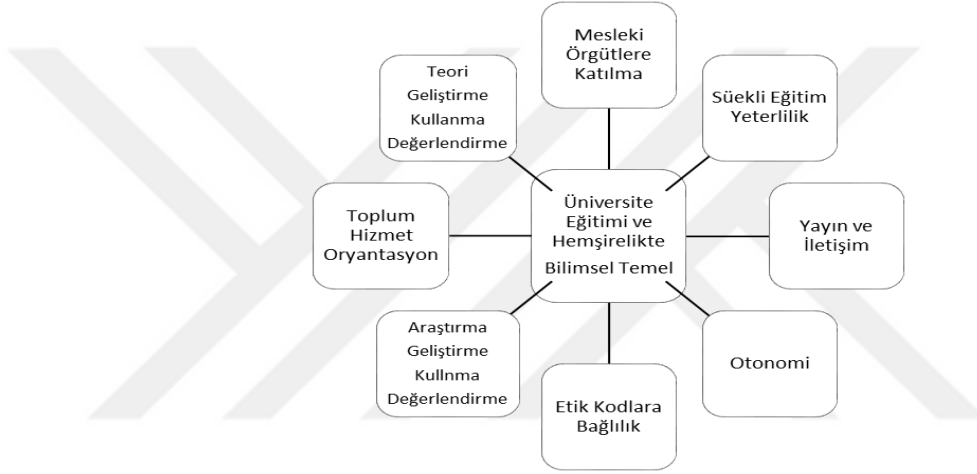 Mesleki
Örgütlere
Katılma
Teori
Geliştirme
Kullanma
Değerlendirme
Süekli Eğitim
Yeterlilik
Toplum
Hizmet
Oryantasyon
Üniversite
Eğitimi ve
Hemşirelikte
Bilimsel Temel
Yayın ve
İletişim
Araştırma
Geliştirme
Kullnma
Değerlendirme
Etik Kodlara
Bağlılık
Otonomi